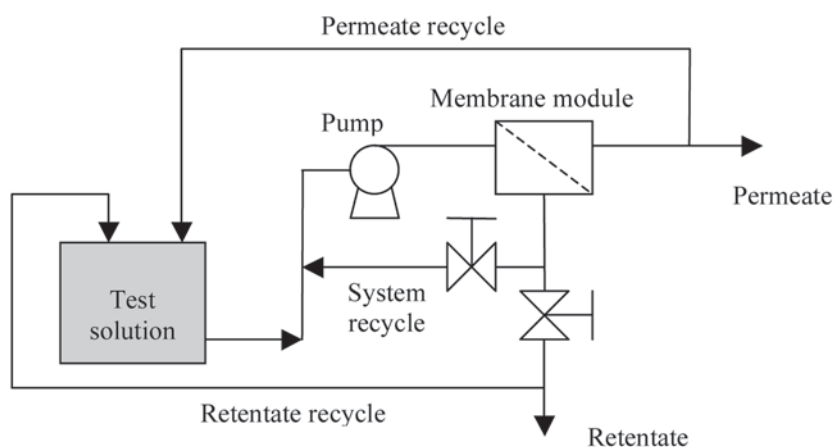 Permeate recycle
Membrane module
Pump
Permeate
Test
solution
System
recycle
Retentate recycle
Retentate